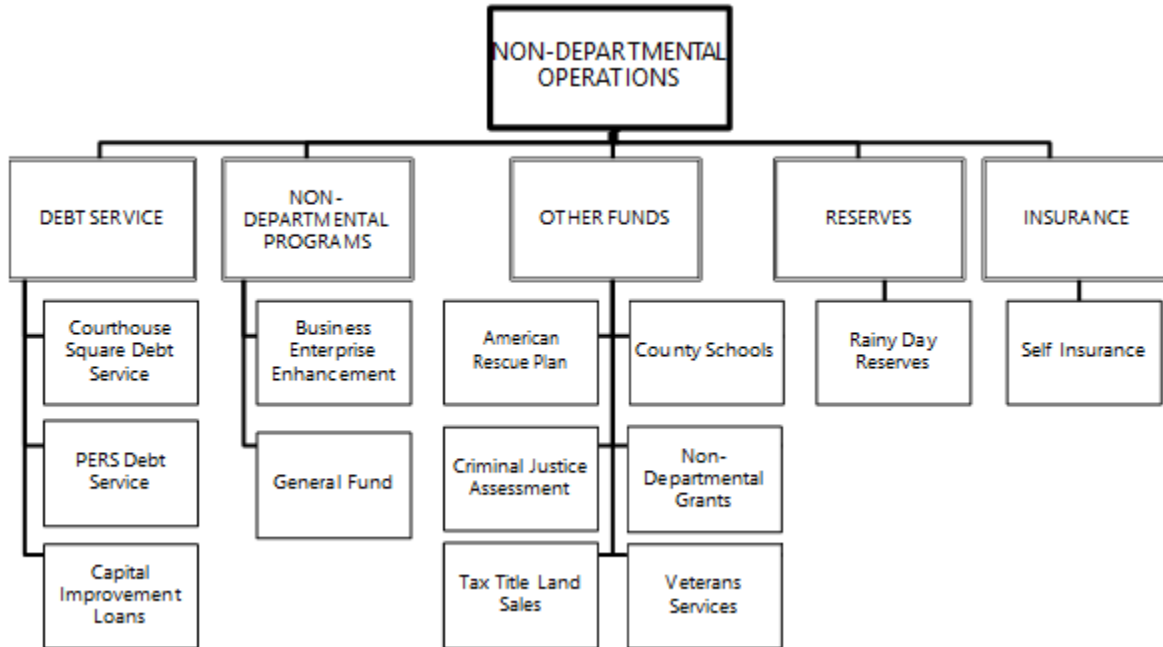 NON-DEPARTMENTAL
OPERATIONS
DEBT SERVICE
NON-
DEPARTMENTAL
PROGRAMS
OTHER FUNDS
RESERVES
INSURANCE
Courthouse
Square Debt
Service
Business
Enterprise
Enhancement
American
Rescue Plan
County Schools
Rainy Day
Reserves
Self Insurance
PERS Debt
Service
General Fund
Criminal Justice
Assessment
Non-
Departmental
Grants
Capital
Improvement
Loans
Tax Title Land
Sales
Veterans
Services